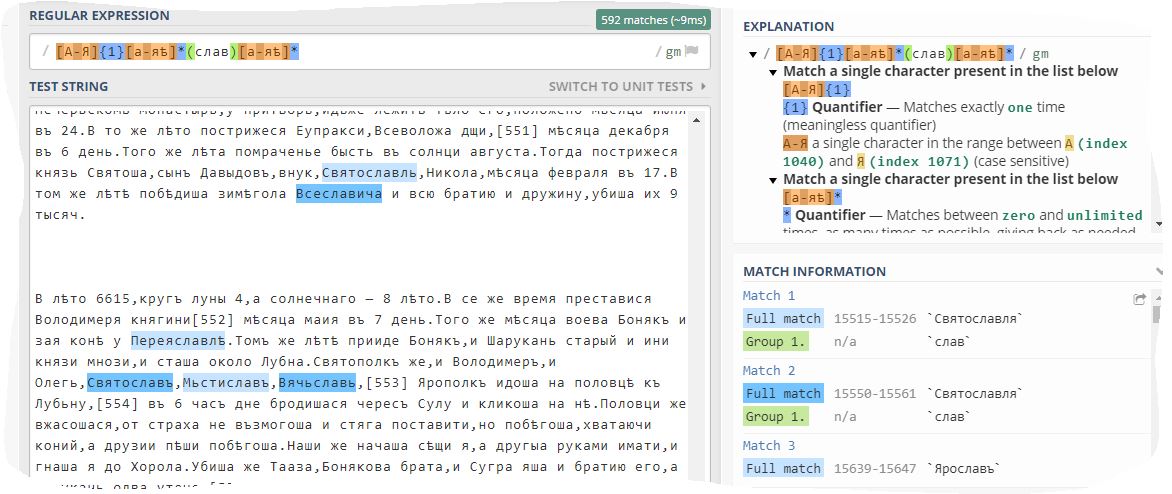 REGULAR EXPRESSION
592 matches (~9ms)
/ [А-Я]{1}[а-яѣ]*(слав)[а-яѣ]*
/ gm
TEST STRING
SWITCH TO UNIT TESTS
въ 24.В то же лѣто пострижеся Еупракси,Всеволожа дщи,[551] мѣсяца декабря
въ 6 день.Того же лѣта помраченье бысть въ солнци августа.Тогда пострижеся
князь Святоша,сынъ Давыдовъ,внук,Святославль,Никола,мѣсяца февраля въ 17.В
том же лѣтѣ побѣдиша зимѣгола Всеславича и всю братию и дружину,убиша их 9
тысяч.
В лѣто 6615,кругъ луны 4,а солнечнаго – 8 лѣто.В се же время преставися
Володимеря княгини[552] мѣсяца маия въ 7 день.Того же мѣсяца воева Бонякъ и
зая конѣ у Переяславлѣ.Томъ же лѣтѣ прииде Бонякъ,и Шарукань старый и ини
князи мнози,и сташа около Лубна.Святополкъ же,и Володимеръ,и
Олегь,Святославъ,Мьстиславъ,Вячьславь,[553] Ярополкъ идоша на половцѣ къ
Лубьну,[554] въ 6 часъ дне бродишася чересъ Сулу и кликоша на нѣ.Половци же
вжасошася,от страха не възмогоша и стяга поставити,но побѣгоша,хватаючи
коний,а друзии пѣши побѣгоша.Наши же начаша сѣщи я,а другыа руками имати,и
гнаша я до Хорола.Убиша же Тааза,Бонякова брата,и Сугра яша и братию его,а
EXPLANATION
/ [А-Я]{1}[а-яѣ]*(слав)[а-яѣ]* / gm
Match a single character present in the list below
[А-Я]{1}
{1} Quantifier — Matches exactly one time
(meaningless quantifier)
А-Я a single character in the range between А (index
1040) and Я (index 1071) (case sensitive)
Match a single character present in the list below
[а-яѣ]*
* Quantifier — Matches between zero and unlimited
times, as many times as possible, giving back as needed
MATCH INFORMATION
Match 1
Full match 15515-15526 `Святославля`
Group 1. n/a `слав`
Match 2
Full match 15550-15561 `Святославля`
Group 1. n/a `слав`
Match 3
Full match 15639-15647 `Ярославъ`